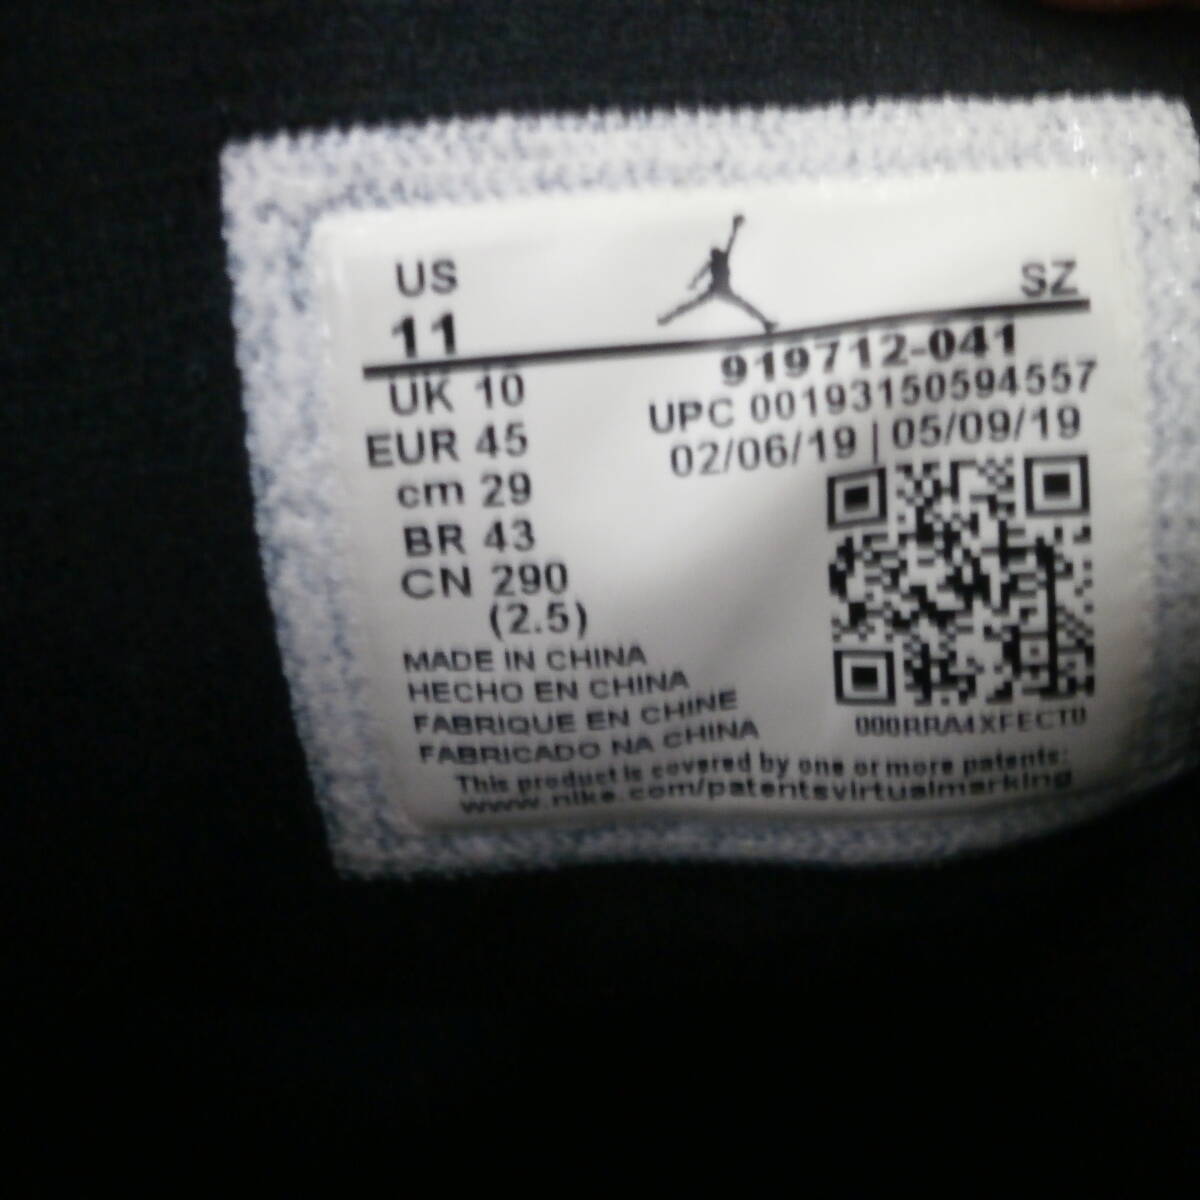 US
11
SZ
919712-041
UPC 00193150594557
02/06/19 | 05/09/19
UK 10
EUR 45
cm 29
BR 43
CN 290
(2.5)
MADE IN CHINA
HECHO EN CHINA
FABRIQUE EN CHINE
FABRICADO NA CHINA
000RRA4XFECT0
This product is covered by one or more patents:
www.nike.com/patentsvirtualmarking